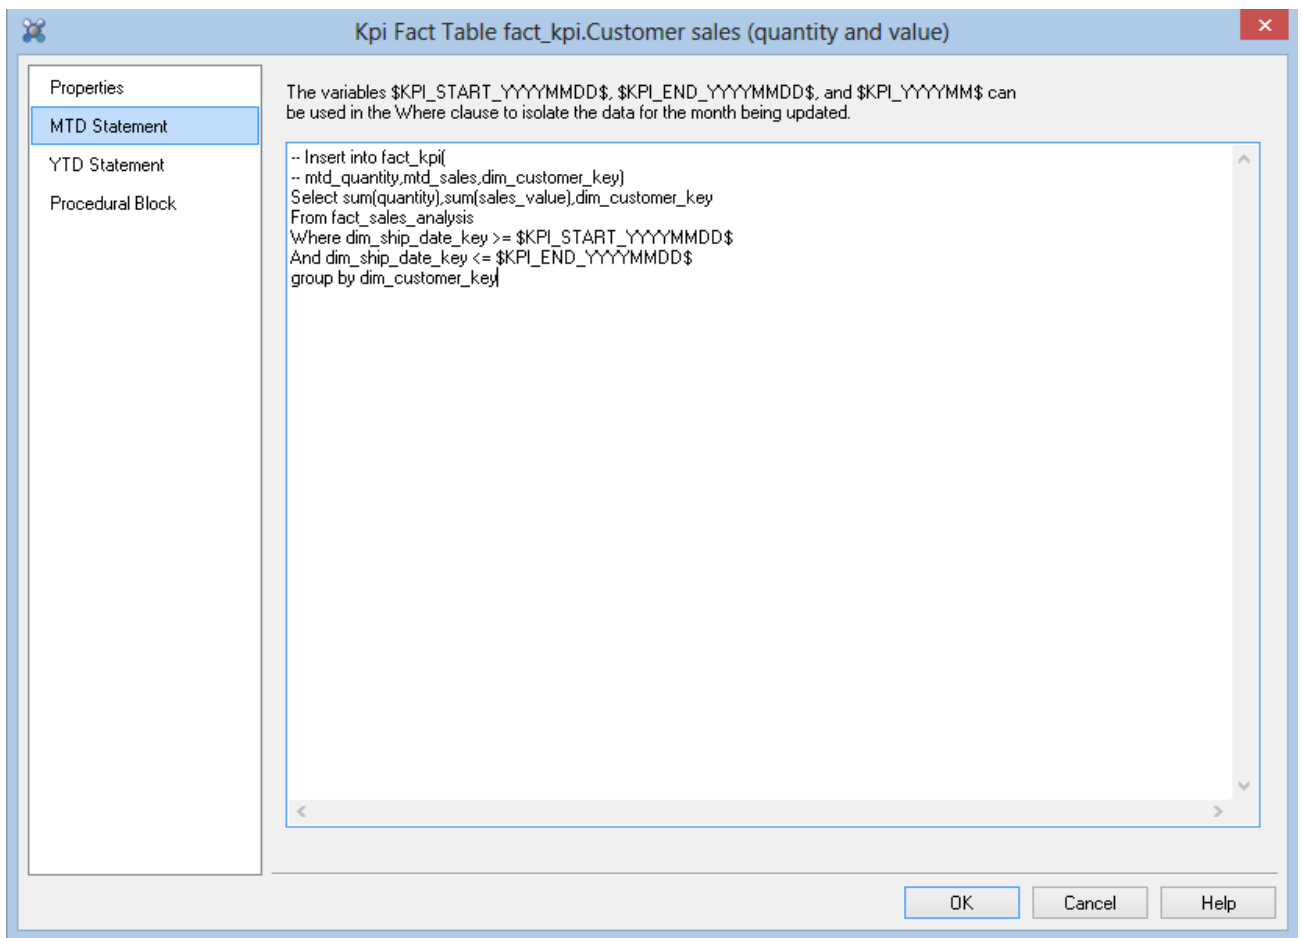 Kpi Fact Table fact_kpi.Customer sales (quantity and value)
Properties
MTD Statement
YTD Statement
Procedural Block
The variables $KPI_START_YYYYMMDD$, $KPI_END_YYYYMMDD$, and $KPI_YYYYMM$ can
be used in the Where clause to isolate the data for the month being updated.
-- Insert into fact_kpi(
-- mtd_quantity,mtd_sales,dim_customer_key)
Select sum(quantity),sum(sales_value),dim_customer_key
From fact_sales_analysis
Where dim_ship_date_key >= $KPI_START_YYYYMMDD$
And dim_ship_date_key <= $KPI_END_YYYYMMDD$
group by dim_customer_key
OK
Cancel
Help